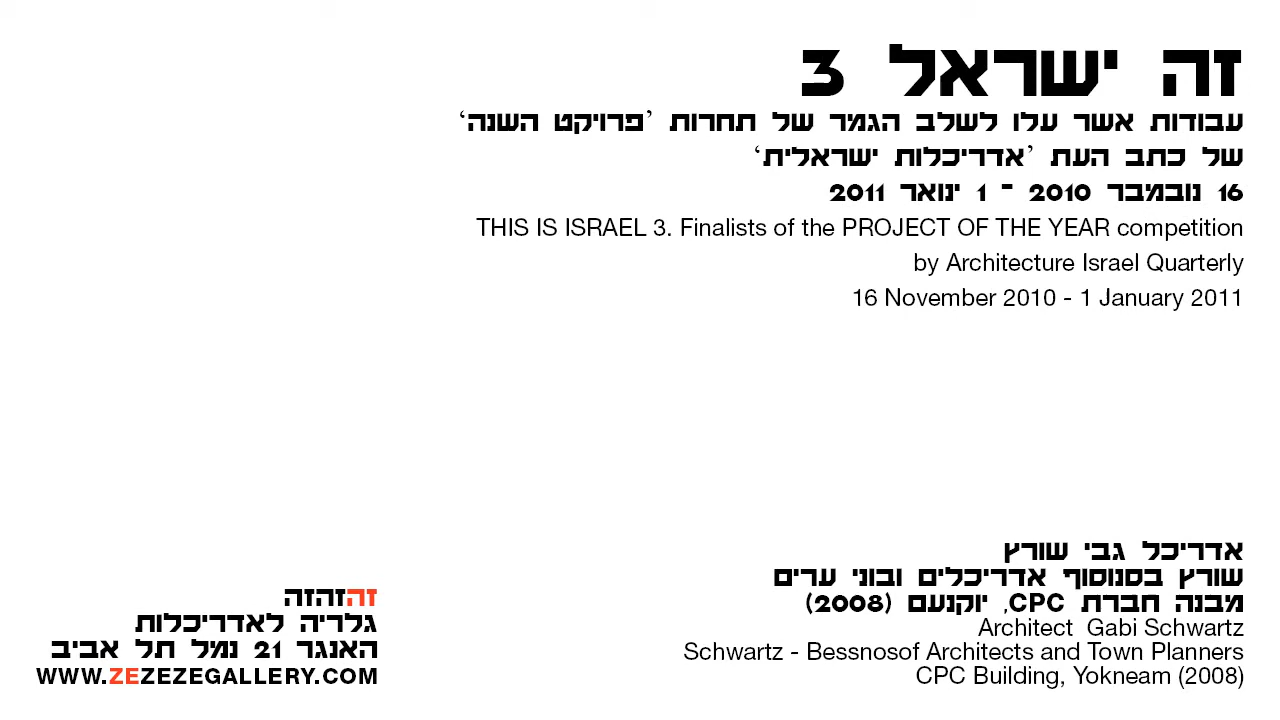 זה ישראל 3
עבודות אשר עלו לשלב הגמר של תחרות ’פרויקט השנה‘
של כתב העת ’אדריכלות ישראלית‘
16 נובמבר 2010 - 1 ינואר 2011
THIS IS ISRAEL 3. Finalists of the PROJECT OF THE YEAR competition
by Architecture Israel Quarterly
16 November 2010 - 1 January 2011
אדריכל גבי שורץ
שורץ בסנוסוף אדריכלים ובוני ערים
מבנה חברת CPC, יוקנעם (2008)
Architect  Gabi Schwartz
Schwartz - Bessnosof Architects and Town Planners
CPC Building, Yokneam (2008)
זהזהזה
גלריה לאדריכלות
האנגר 21 נמל תל אביב
WWW.ZEZEZEGALLERY.COM